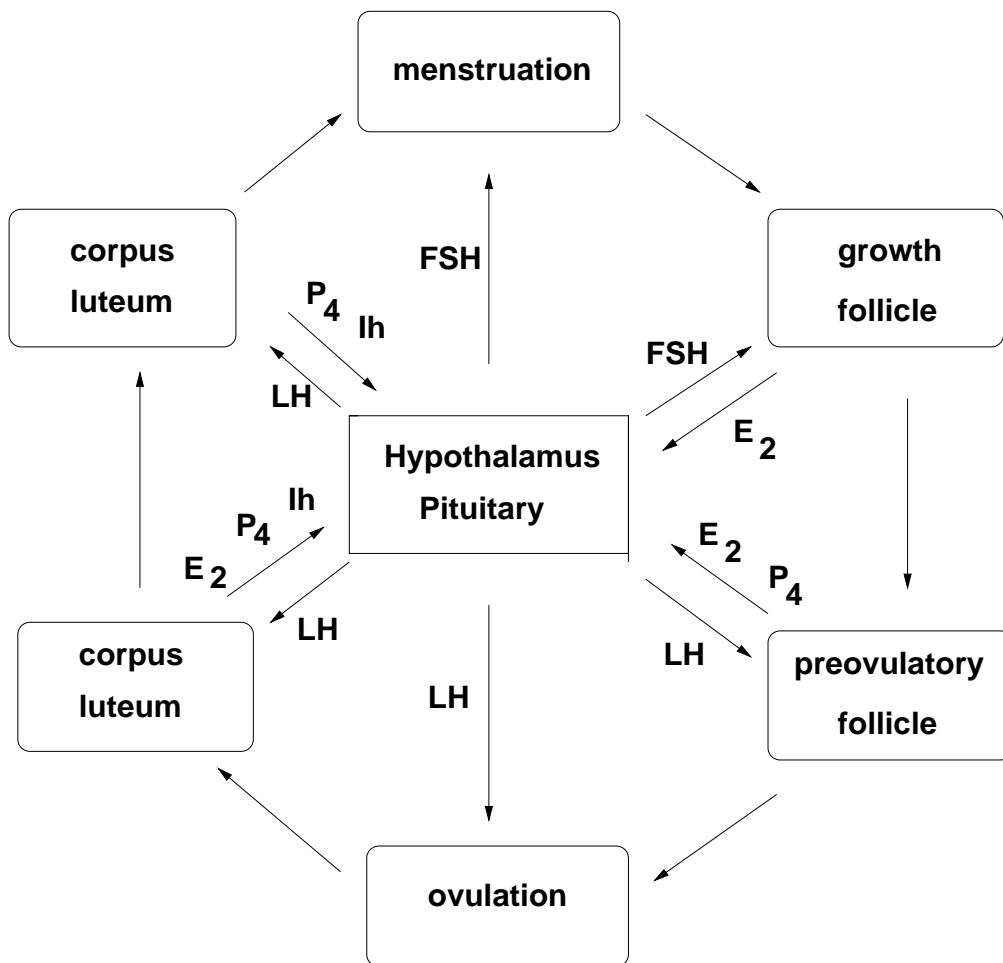 menstruation
corpus
luteum
growth
follicle
FSH
P4
Ih
FSH
LH
E2
Hypothalamus
Pituitary
Ih
P4
E2
E2
P4
LH
LH
corpus
luteum
preovulatory
follicle
LH
ovulation